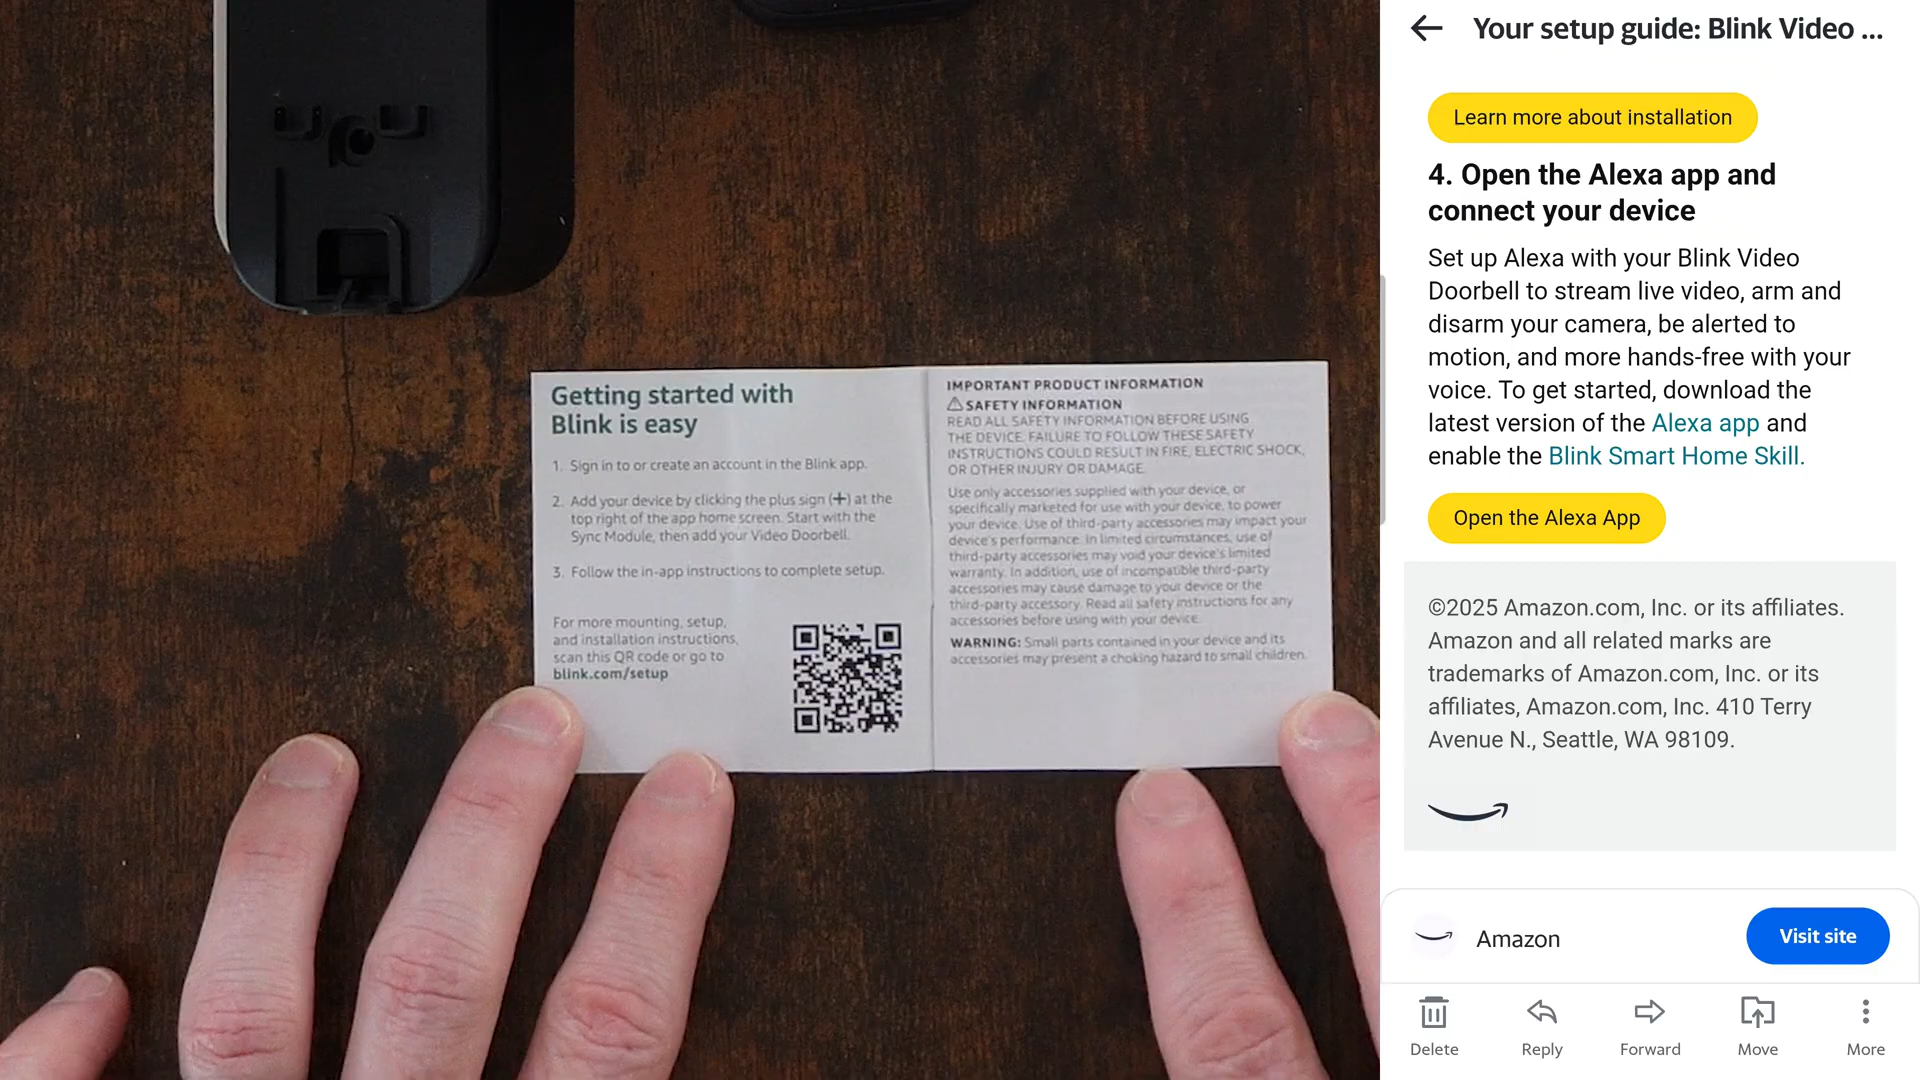 Getting started with
Blink is easy
1. Sign in to or create an account in the Blink app.
2. Add your device by clicking the plus sign (+) at the
top right of the app home screen. Start with the
Sync Module, then add your Video Doorbell.
3. Follow the in-app instructions to complete setup.
For more mounting, setup,
and installation instructions,
scan this QR code or go to
blink.com/setup
IMPORTANT PRODUCT INFORMATION
⚠ SAFETY INFORMATION
READ ALL SAFETY INFORMATION BEFORE USING
THE DEVICE. FAILURE TO FOLLOW THESE SAFETY
INSTRUCTIONS COULD RESULT IN FIRE, ELECTRIC SHOCK,
OR OTHER INJURY OR DAMAGE.
Use only accessories supplied with your device, or
specifically marketed for use with your device, to power
your device. Use of third-party accessories may impact your
device's performance. In limited circumstances, use of
third-party accessories may void your device's limited
warranty. In addition, use of incompatible third-party
accessories may cause damage to your device or the
third-party accessory. Read all safety instructions for any
accessories before using with your device.
WARNING: Small parts contained in your device and its
accessories may present a choking hazard to small children.
Your setup guide: Blink Video ...
Learn more about installation
4. Open the Alexa app and
connect your device
Set up Alexa with your Blink Video
Doorbell to stream live video, arm and
disarm your camera, be alerted to
motion, and more hands-free with your
voice. To get started, download the
latest version of the Alexa app and
enable the Blink Smart Home Skill.
Open the Alexa App
©2025 Amazon.com, Inc. or its affiliates.
Amazon and all related marks are
trademarks of Amazon.com, Inc. or its
affiliates, Amazon.com, Inc. 410 Terry
Avenue N., Seattle, WA 98109.
Amazon
Visit site
Delete
Reply
Forward
Move
More